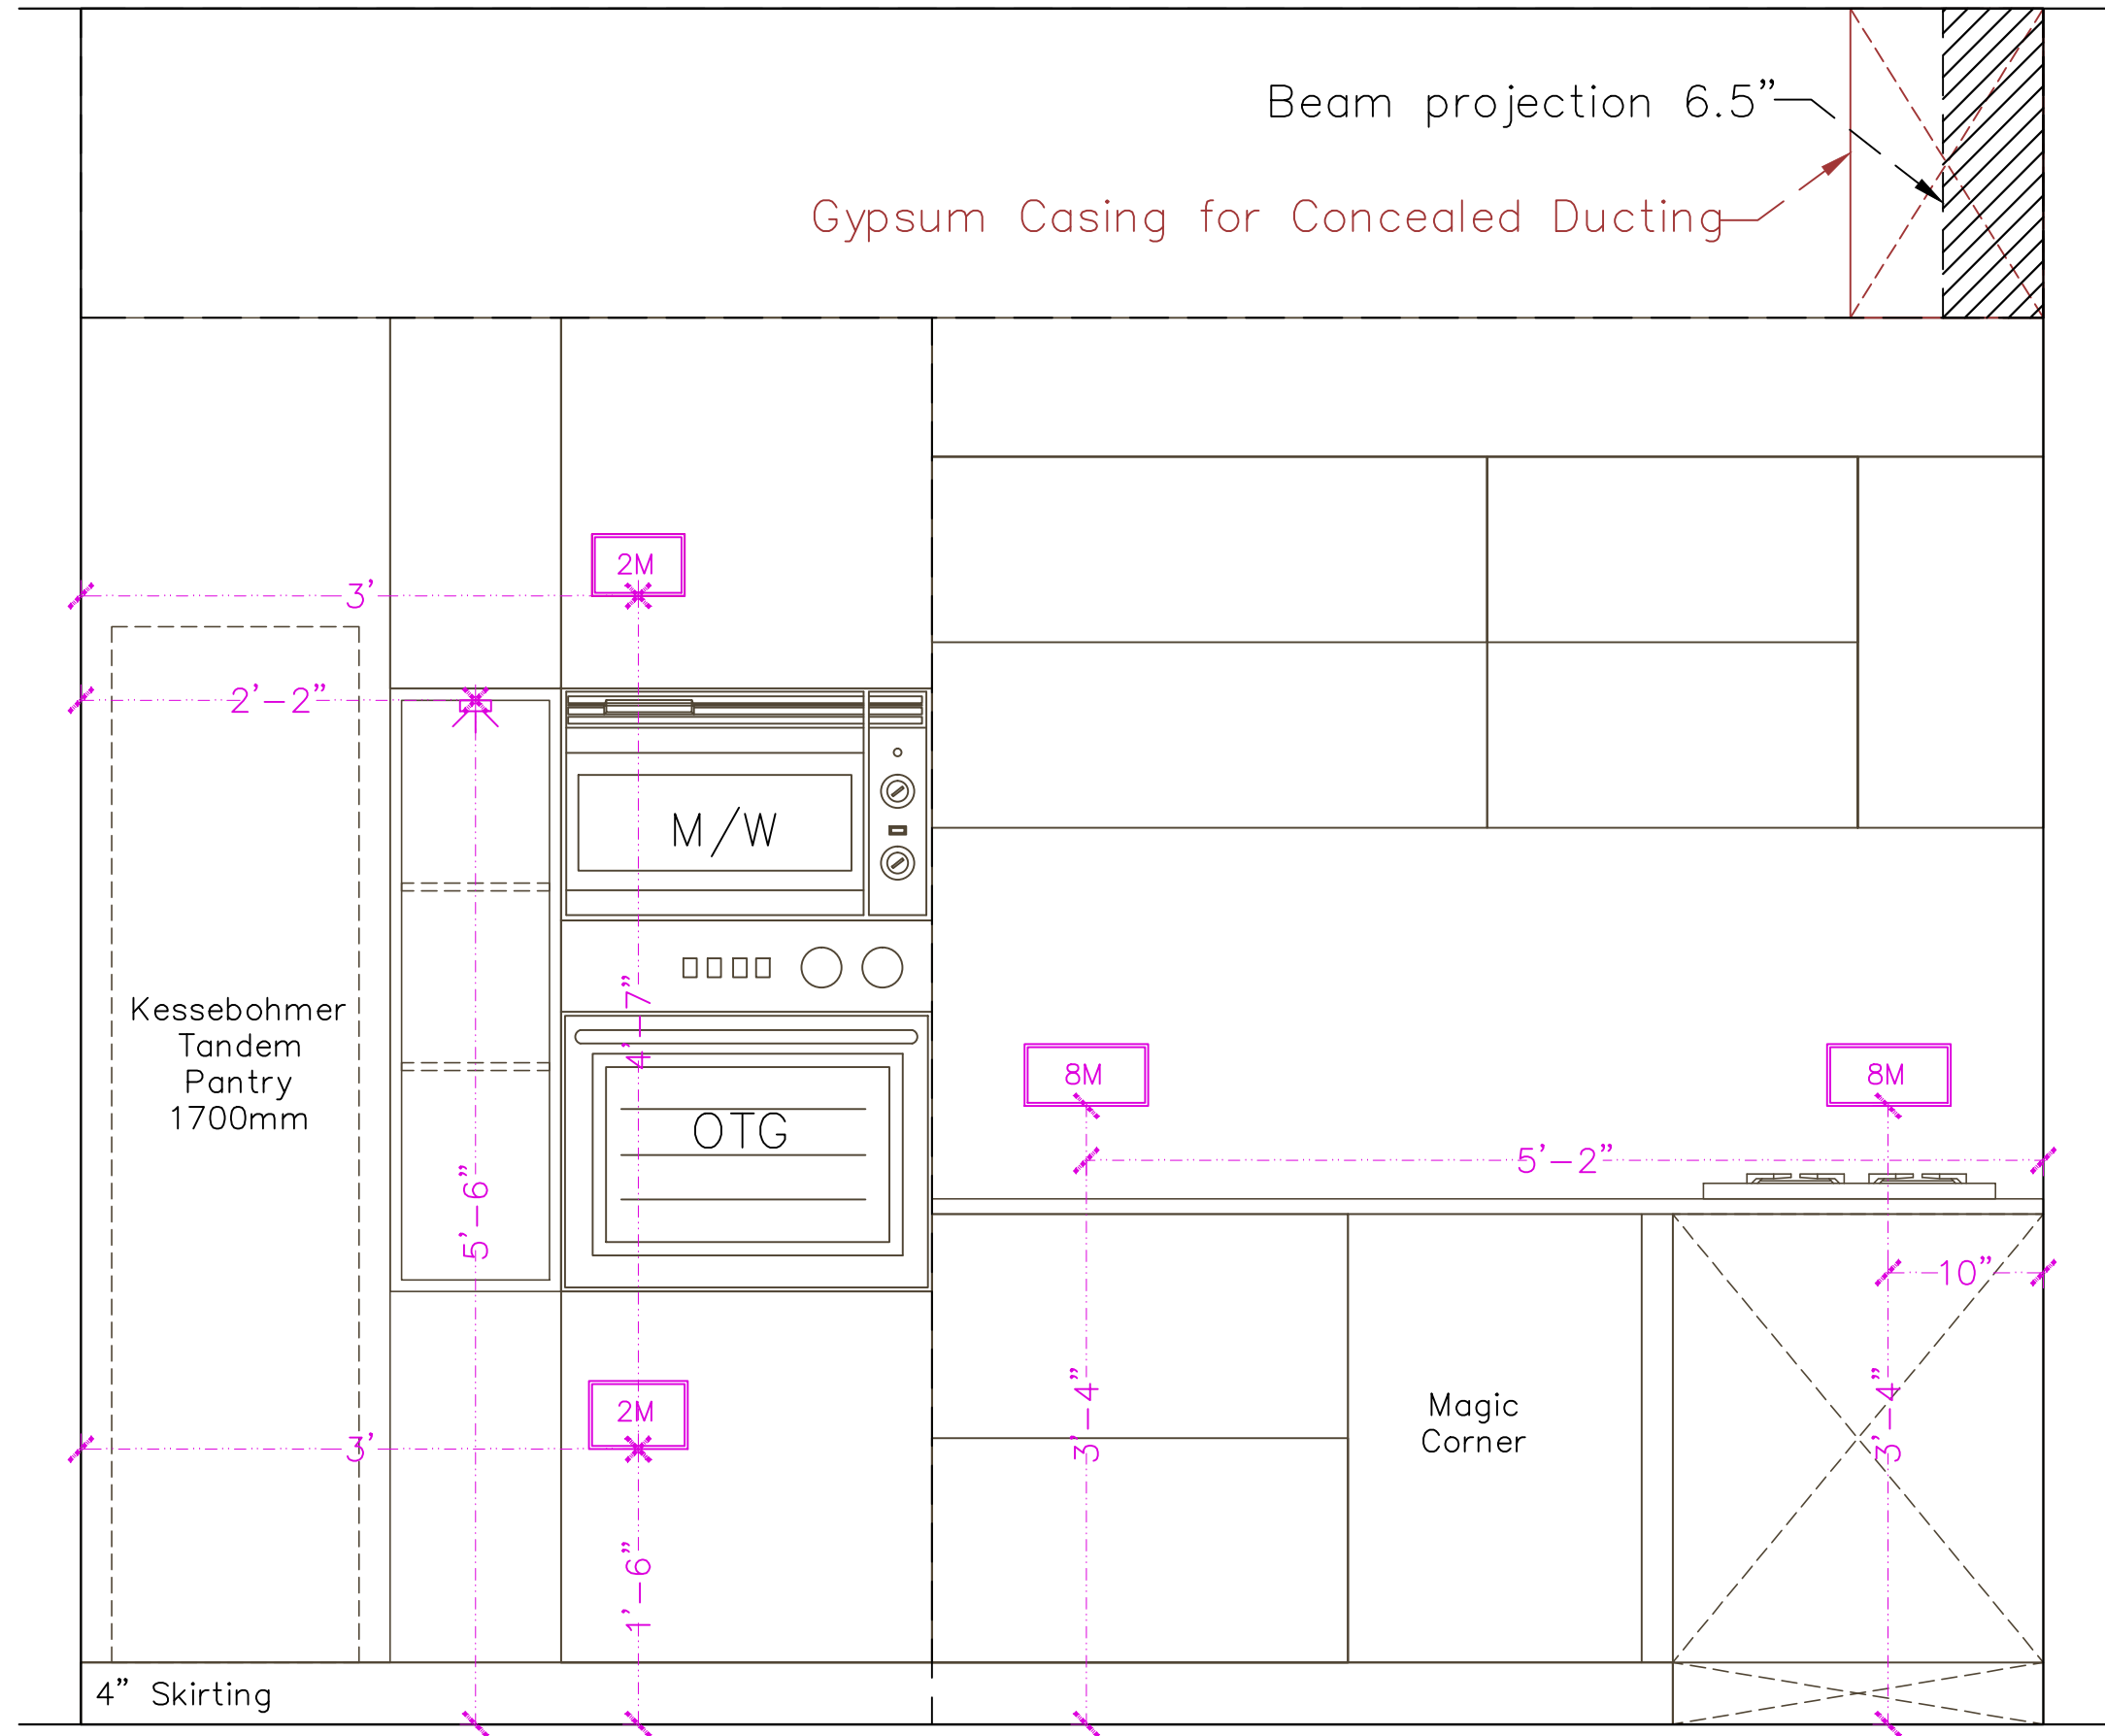 Beam projection 6.5"
Gypsum Casing for Concealed Ducting
2M
3'
2'-2"
M/W
Kessebohmer
Tandem
Pantry
1700mm
4'-7"
OTG
8M
8M
5'-2"
5'-6"
10"
2M
3'
Magic
Corner
3'-4"
3'-4"
1'-6"
4" Skirting